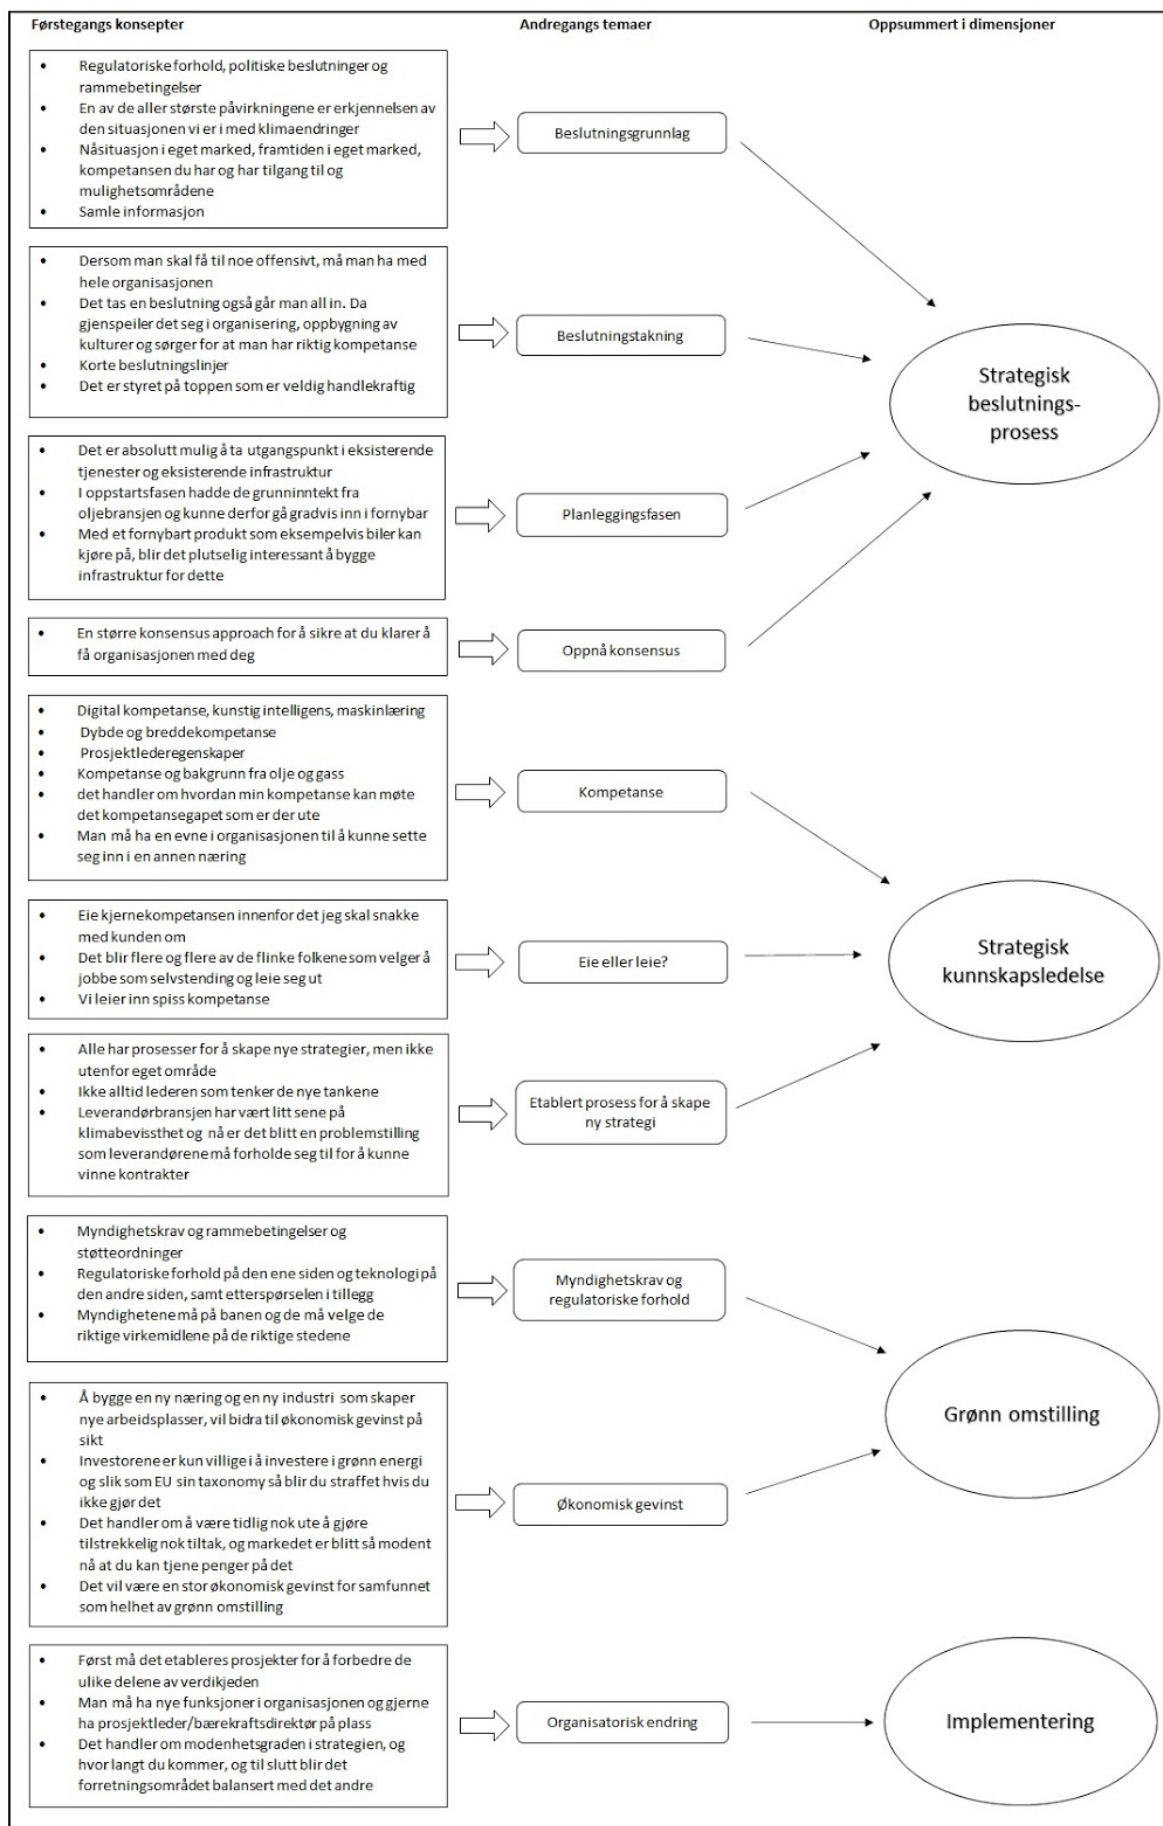 Førstegangs konsepter
Andregangs temaer
Oppsummert i dimensjoner
• Regulatoriske forhold, politiske beslutninger og
rammebetingelser
• En av de aller største påvirkningene er erkjennelsen av
den situasjonen vi er i med klimaendringer
• Nåsituasjon i eget marked, framtiden i eget marked,
kompetansen du har og har tilgang til og
mulighetsområdene
• Samle informasjon
Beslutningsgrunnlag
• Dersom man skal få til noe offensivt, må man ha med
hele organisasjonen
• Det tas en beslutning også går man all in. Da
gjenspeiler det seg i organisering, oppbygning av
kulturer og sørger for at man har riktig kompetanse
• Korte beslutningslinjer
• Det er styret på toppen som er veldig handlekraftig
Beslutningstakning
• Det er absolutt mulig å ta utgangspunkt i eksisterende
tjenester og eksisterende infrastruktur
• I oppstartsfasen hadde de grunninntekt fra
oljebransjen og kunne derfor gå gradvis inn i fornybar
• Med et fornybart produkt som eksempelvis biler kan
kjøre på, blir det plutselig interessant å bygge
infrastruktur for dette
Planleggingsfasen
• En større konsensus approach for å sikre at du klarer å
få organisasjonen med deg
Oppnå konsensus
Strategisk
beslutnings-
prosess
• Digital kompetanse, kunstig intelligens, maskinlæring
• Dybde og breddekompetanse
• Prosjektlederegenskaper
• Kompetanse og bakgrunn fra olje og gass
• det handler om hvordan min kompetanse kan møte
det kompetansegapet som er der ute
• Man må ha en evne i organisasjonen til å kunne sette
seg inn i en annen næring
Kompetanse
• Eie kjernekompetansen innenfor det jeg skal snakke
med kunden om
• Det blir flere og flere av de flinke folkene som velger å
jobbe som selvstending og leie seg ut
• Vi leier inn spiss kompetanse
Eie eller leie?
• Alle har prosesser for å skape nye strategier, men ikke
utenfor eget område
• Ikke alltid lederen som tenker de nye tankene
• Leverandørbransjen har vært litt sene på
klimabevissthet og nå er det blitt en problemstilling
som leverandørene må forholde seg til for å kunne
vinne kontrakter
Etablert prosess for å skape
ny strategi
Strategisk
kunnskapsledelse
• Myndighetskrav og rammebetingelser og
støtteordninger
• Regulatoriske forhold på den ene siden og teknologi på
den andre siden, samt etterspørselen i tillegg
• Myndighetene må på banen og de må velge de
riktige virkemidlene på de riktige stedene
Myndighetskrav og
regulatoriske forhold
• Å bygge en ny næring og en ny industri som skaper
nye arbeidsplasser, vil bidra til økonomisk gevinst på
sikt
• Investorene er kun villige i å investere i grønn energi
og slik som EU sin taxonomy så blir du straffet hvis du
ikke gjør det
• Det handler om å være tidlig nok ute å gjøre
tilstrekkelig nok tiltak, og markedet er blitt så modent
nå at du kan tjene penger på det
• Det vil være en stor økonomisk gevinst for samfunnet
som helhet av grønn omstilling
Økonomisk gevinst
Grønn omstilling
• Først må det etableres prosjekter for å forbedre de
ulike delene av verdikjeden
• Man må ha nye funksjoner i organisasjonen og gjerne
ha prosjektleder/bærekraftsdirektør på plass
• Det handler om modenhetsgraden i strategien, og
hvor langt du kommer, og til slutt blir det
forretningsområdet balansert med det andre
Organisatorisk endring
Implementering